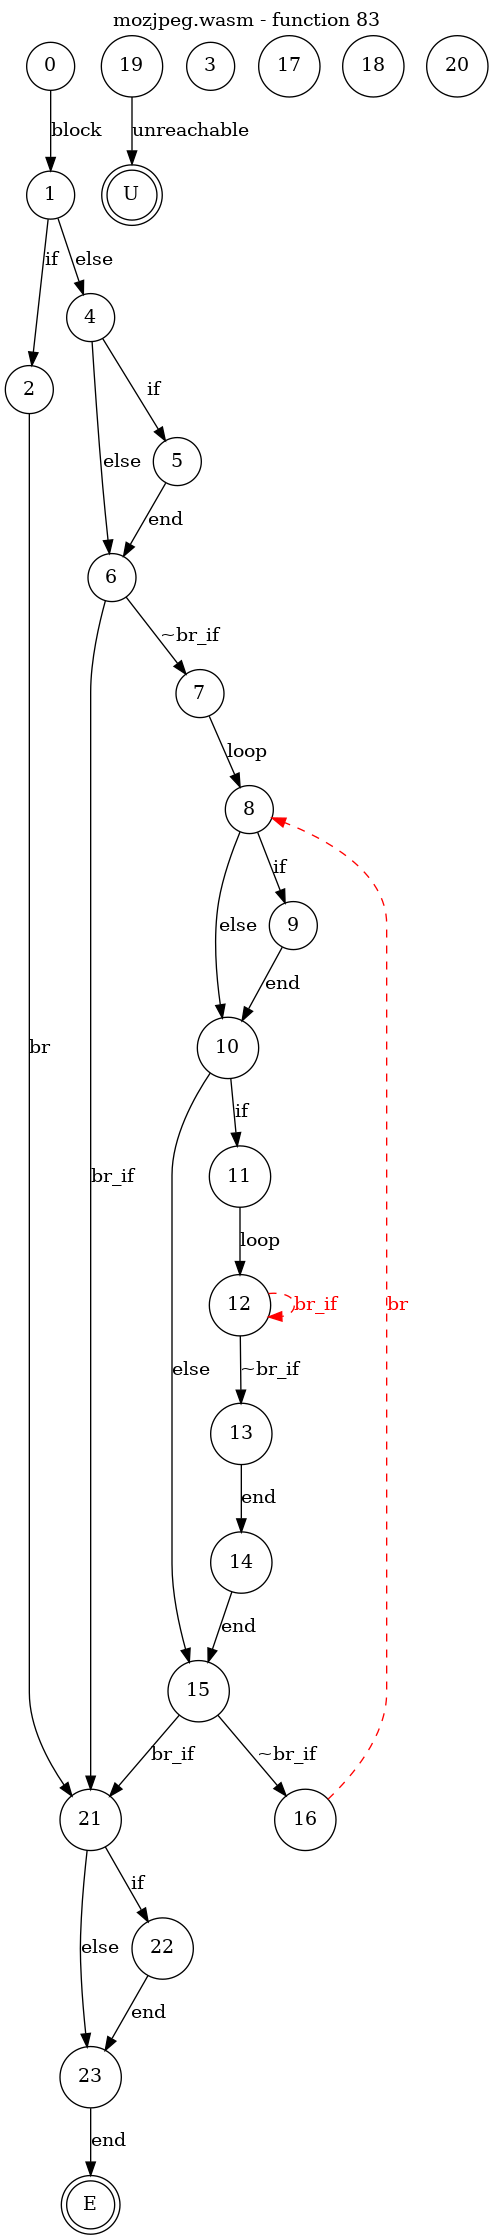 mozjpeg.wasm - function 83
0 19 3 17 18 20
block unreachable
1 U
if else
4
2 if
else 5
end
6
~br_if
7
loop
8
if
else 9
end
br 10
if
br_if 11
loop
12 br_if br
else ~br_if
13
end
14
end
15
br_if ~br_if
21 16
if
else 22
end
23
end
E